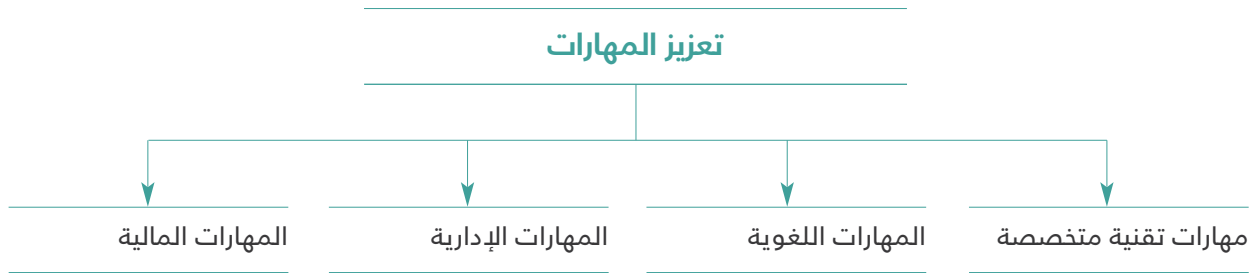 تعزيز المهارات
مهارات تقنية متخصصة
المهارات اللغوية
المهارات الإدارية
المهارات المالية